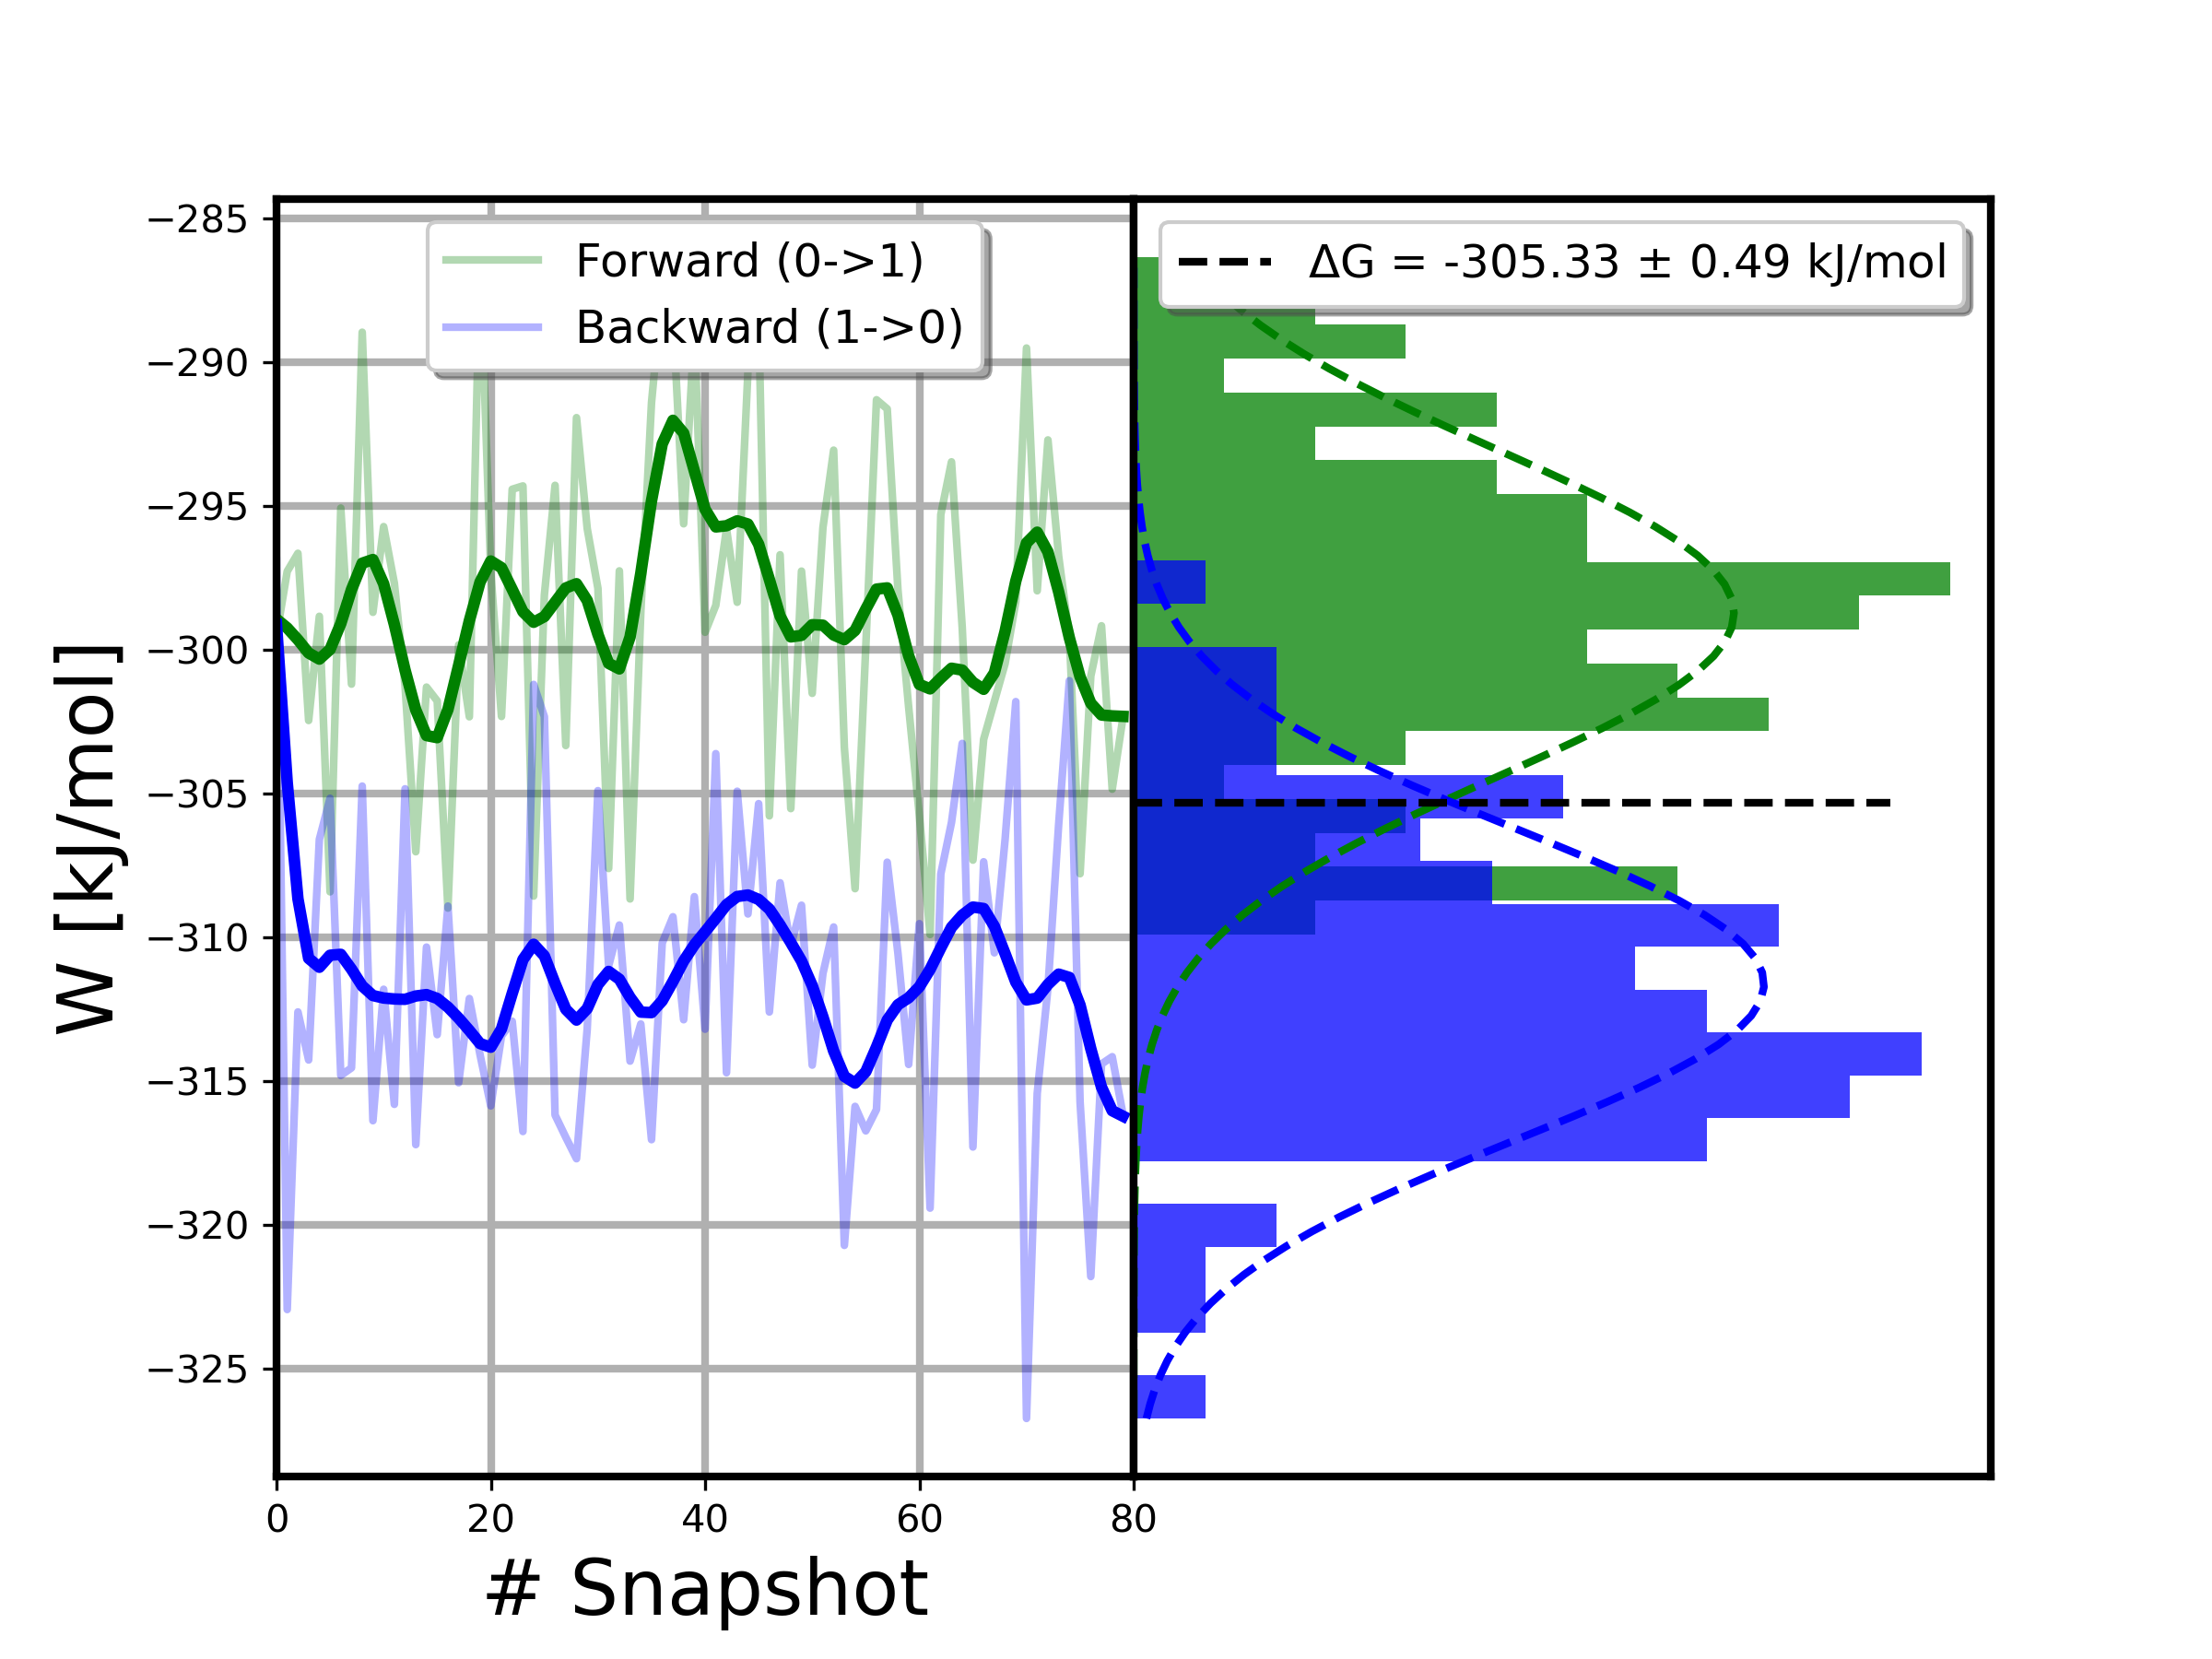 −285
−290
−295
−300
−305
−310
−315
−320
−325
W [kJ/mol]
Forward (0->1)
Backward (1->0)
ΔG = -305.33 ± 0.49 kJ/mol
0 20 40 60 80
# Snapshot